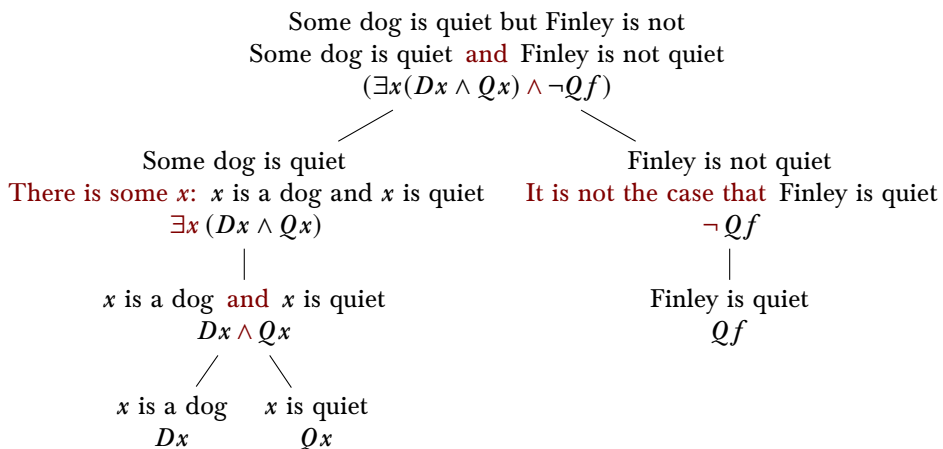 Some dog is quiet but Finley is not
Some dog is quiet and Finley is not quiet
(∃x(Dx ∧ Qx) ∧ ¬Qf)
Some dog is quiet
There is some x: x is a dog and x is quiet
∃x (Dx ∧ Qx)
Finley is not quiet
It is not the case that Finley is quiet
¬ Qf
x is a dog and x is quiet
Dx ∧ Qx
Finley is quiet
Qf
x is a dog
Dx
x is quiet
Qx